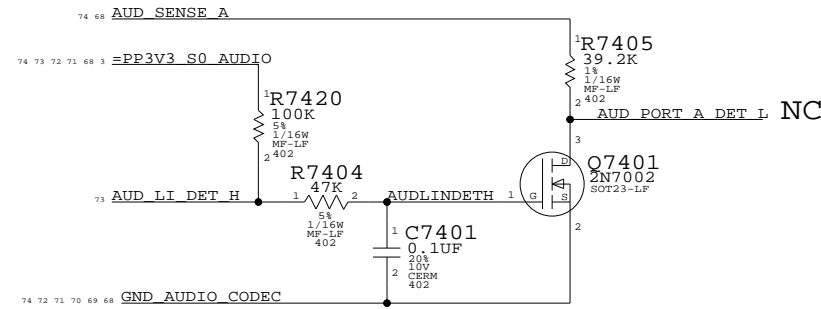 74 68 AUD_SENSE_A
74 73 72 71 68 3 =PP3V3_S0_AUDIO
1
R7405
39.2K
1%
1/16W
MF-LF
402
2
AUD_PORT_A_DET_L NC
1
R7420
100K
5%
1/16W
MF-LF
402
2
3
D
Q7401
2N7002
SOT23-LF
G
S
2
R7404
47K
73 AUD_LI_DET_H
1 2
AUDLINDETH 1
5%
1/16W
MF-LF
402
1
C7401
0.1UF
20%
10V
CERM
402
2
74 72 71 70 69 68 GND_AUDIO_CODEC